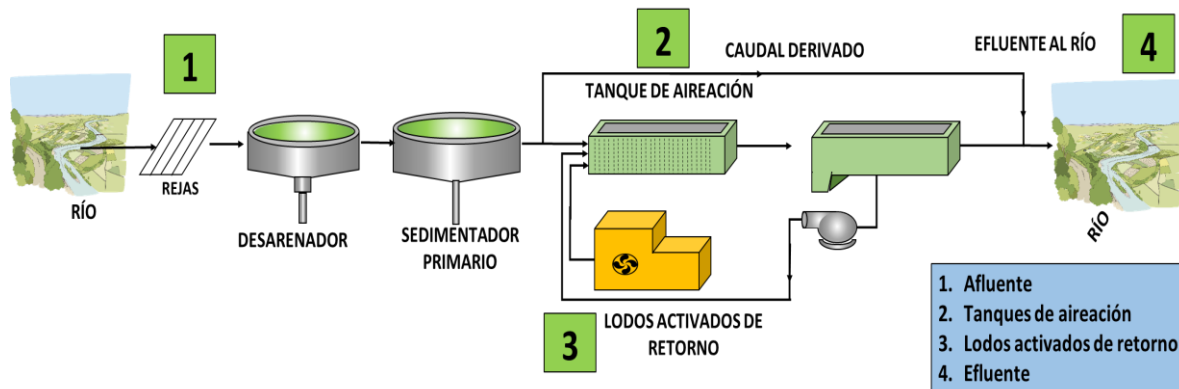 1
2
CAUDAL DERIVADO
EFLUENTE AL RÍO
4
TANQUE DE AIREACIÓN
REJAS
RÍO
DESARENADOR
SEDIMENTADOR
PRIMARIO
RÍO
3
LODOS ACTIVADOS DE
RETORNO
1. Afluente
2. Tanques de aireación
3. Lodos activados de retorno
4. Efluente